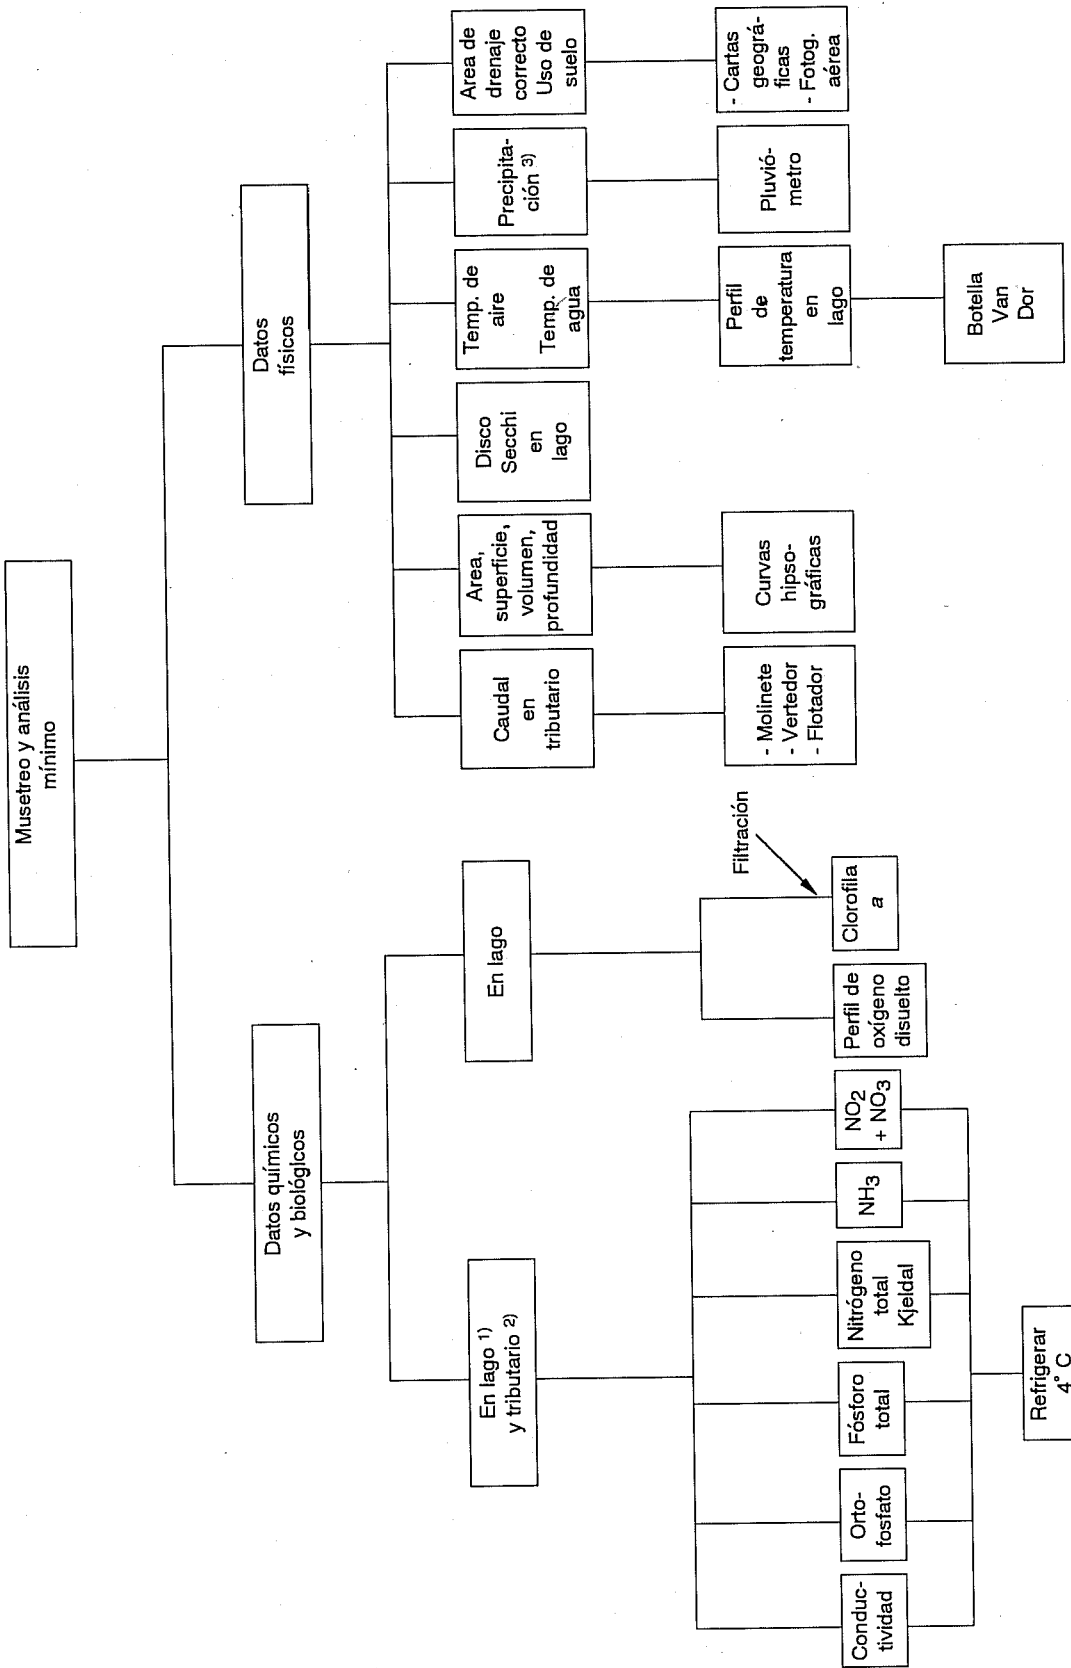 Musetreo y análisis
mínimo
Datos químicos
y biológicos
Datos
físicos
En lago 1)
y tributario 2)
En lago
Conduc-
tividad
Orto-
fosfato
Fósforo
total
Nitrógeno
total
Kjeldal
NH3
NO2
+ NO3
Refrigerar
4° C
Perfil de
oxígeno
disuelto
Clorofila
a
Filtración
Caudal
en
tributario
Area,
superficie,
volumen,
profundidad
Disco
Secchi
en
lago
Temp. de
aire
Temp. de
agua
Precipita-
ción 3)
Area de
drenaje
correcto
Uso de
suelo
- Molinete
- Vertedor
- Flotador
Curvas
hipso-
gráficas
Perfil
de
temperatura
en
lago
Pluvió-
metro
- Cartas
geográ-
ficas
- Fotog.
aérea
Botella
Van
Dor